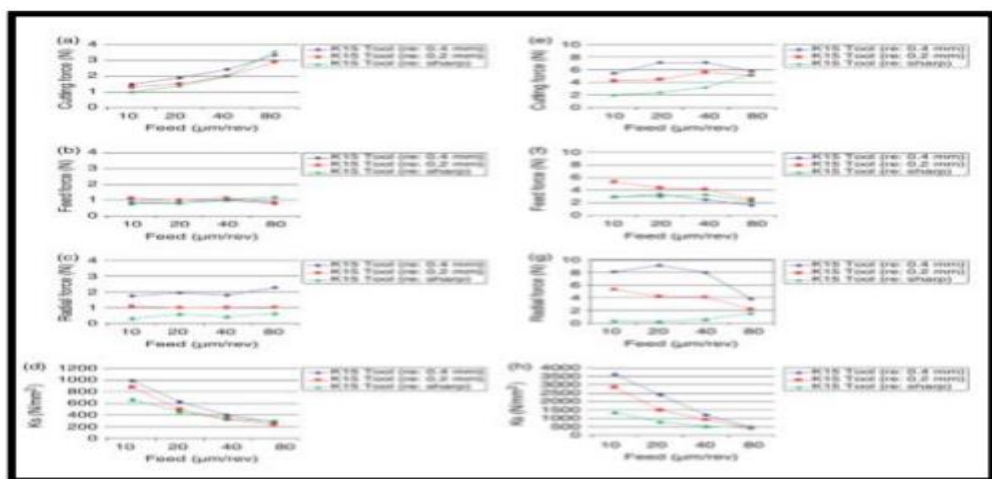 (a)
Cutting force (N)
4
3
2
1
0
10 20 40 80
Feed (µm/rev)
K15 Tool (re: 0.4 mm)
K15 Tool (re: 0.2 mm)
K15 Tool (re: sharp)
(e)
Cutting force (N)
10
8
6
4
2
0
10 20 40 80
Feed (µm/rev)
K15 Tool (re: 0.4 mm)
K15 Tool (re: 0.2 mm)
K15 Tool (re: sharp)
(b)
Feed force (N)
4
3
2
1
0
10 20 40 80
Feed (µm/rev)
K15 Tool (re: 0.4 mm)
K15 Tool (re: 0.2 mm)
K15 Tool (re: sharp)
(f)
Feed force (N)
10
8
6
4
2
0
10 20 40 80
Feed (µm/rev)
K15 Tool (re: 0.4 mm)
K15 Tool (re: 0.2 mm)
K15 Tool (re: sharp)
(c)
Radial force (N)
4
3
2
1
0
10 20 40 80
Feed (µm/rev)
K15 Tool (re: 0.4 mm)
K15 Tool (re: 0.2 mm)
K15 Tool (re: sharp)
(g)
Radial force (N)
10
8
6
4
2
0
10 20 40 80
Feed (µm/rev)
K15 Tool (re: 0.4 mm)
K15 Tool (re: 0.2 mm)
K15 Tool (re: sharp)
(d)
Ks (N/mm²)
1200
1000
800
600
400
200
0
10 20 40 80
Feed (µm/rev)
K15 Tool (re: 0.4 mm)
K15 Tool (re: 0.2 mm)
K15 Tool (re: sharp)
(h)
Ks (N/mm²)
4000
3500
3000
2500
2000
1500
1000
500
0
10 20 40 80
Feed (µm/rev)
K15 Tool (re: 0.4 mm)
K15 Tool (re: 0.2 mm)
K15 Tool (re: sharp)